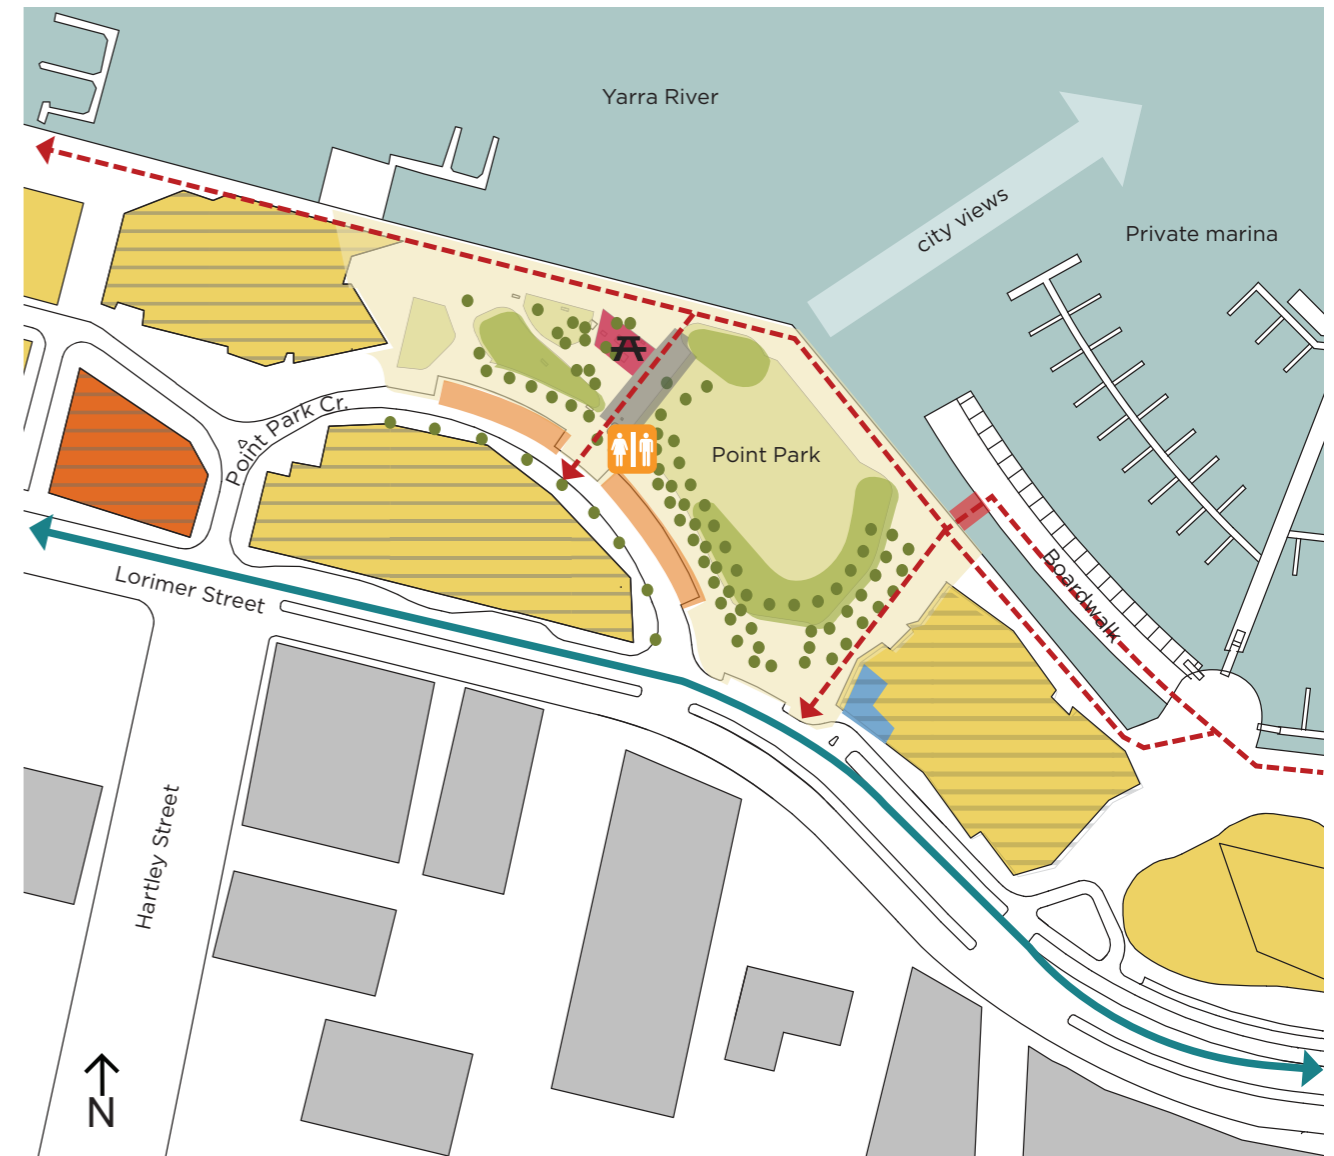 Yarra River
city views
Private marina
Point Park Cr.
Point Park
Boardwalk
Lorimer Street
Hartley Street
N